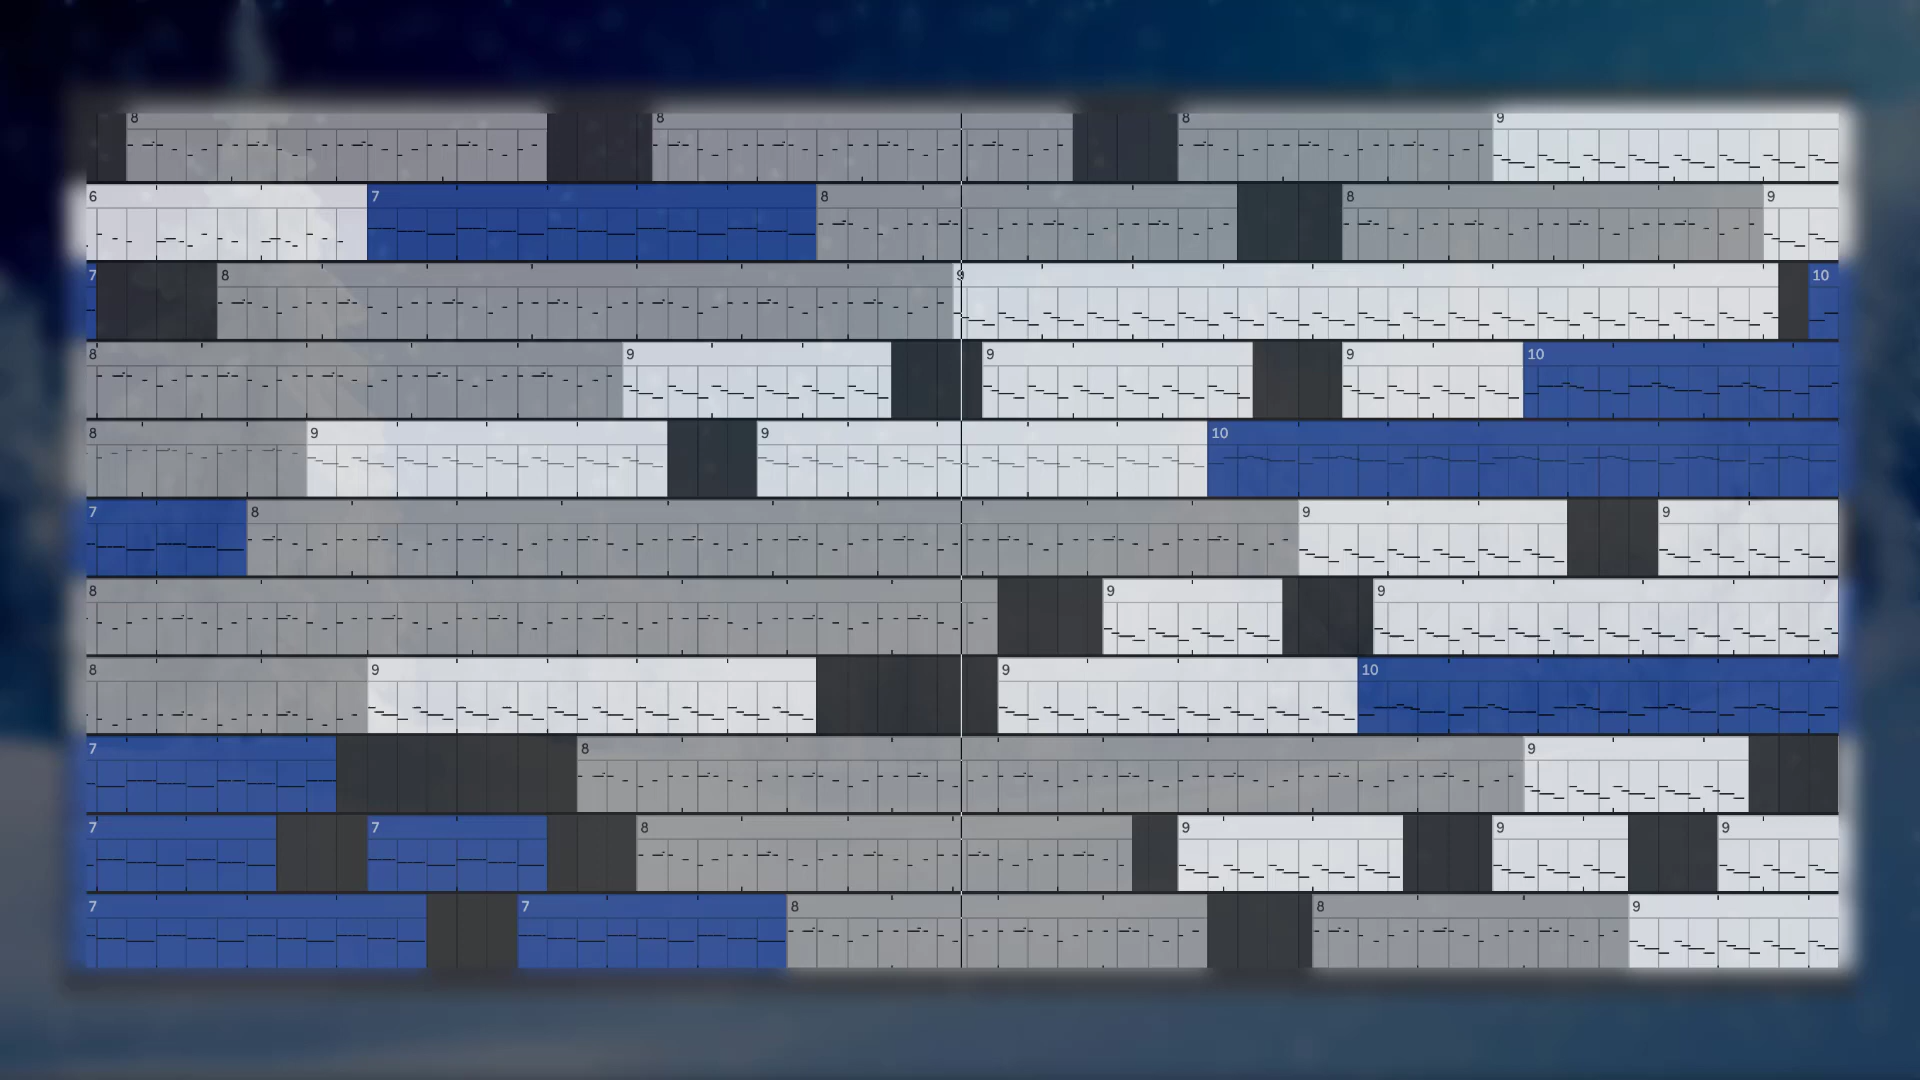 8 8 8 9
6 7 8 8 9
7 8 9 10
8 9 9 9 10
8 9 9 10
7 8 9 9
8 9 9
8 9 9 10
7 8 9
7 7 8 9 9 9
7 7 8 8 9